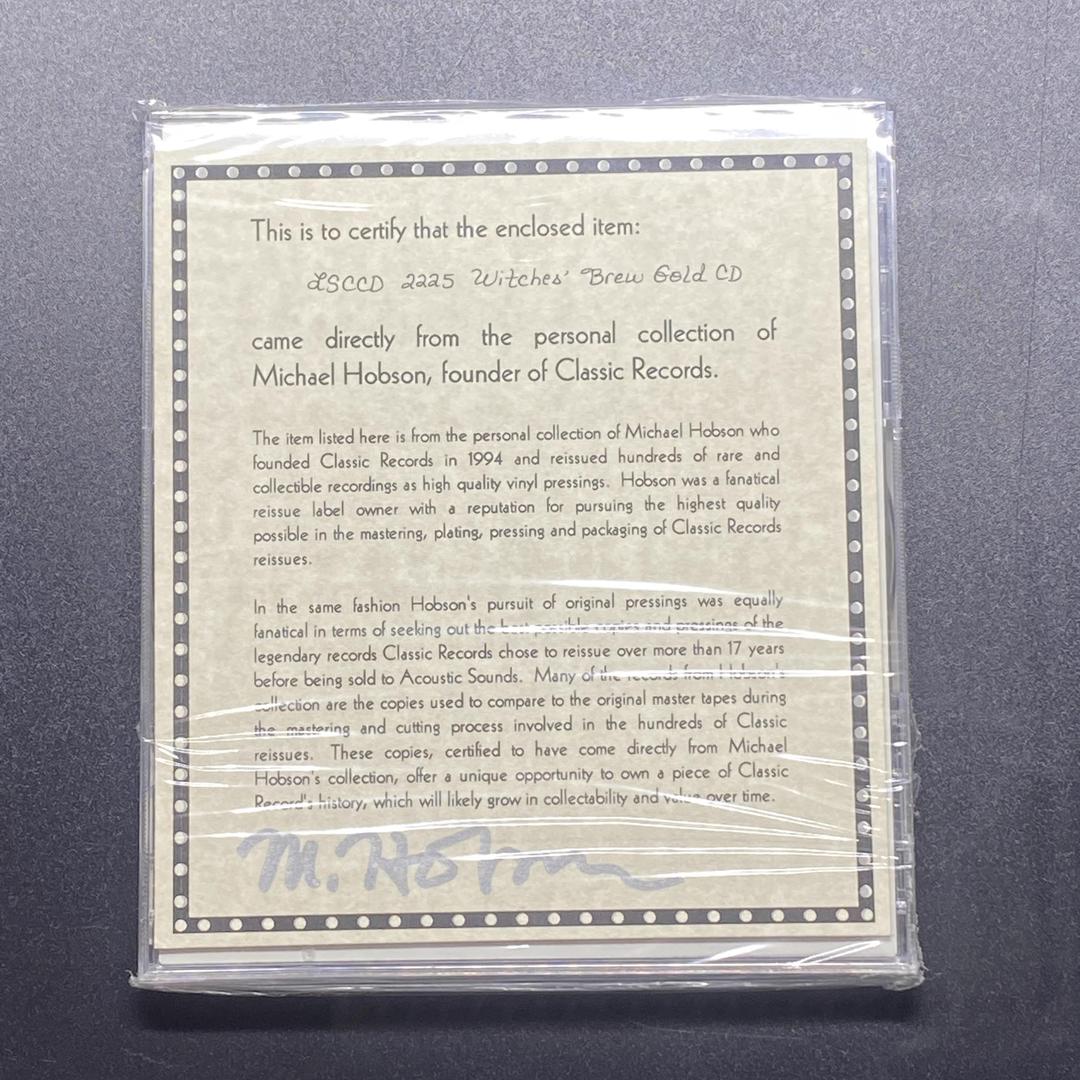 This is to certify that the enclosed item:
LSCCD 2225 Witches' Brew Gold CD
came directly from the personal collection of
Michael Hobson, founder of Classic Records.
The item listed here is from the personal collection of Michael Hobson who
founded Classic Records in 1994 and reissued hundreds of rare and
collectible recordings as high quality vinyl pressings. Hobson was a fanatical
reissue label owner with a reputation for pursuing the highest quality
possible in the mastering, plating, pressing and packaging of Classic Records
reissues.
In the same fashion Hobson's pursuit of original pressings was equally
fanatical in terms of seeking out the best possible copies and pressings of the
legendary records Classic Records chose to reissue over more than 17 years
before being sold to Acoustic Sounds. Many of the records from Hobson's
collection are the copies used to compare to the original master tapes during
the mastering and cutting process involved in the hundreds of Classic
reissues. These copies, certified to have come directly from Michael
Hobson's collection, offer a unique opportunity to own a piece of Classic
Record's history, which will likely grow in collectability and value over time.
M. Hobson